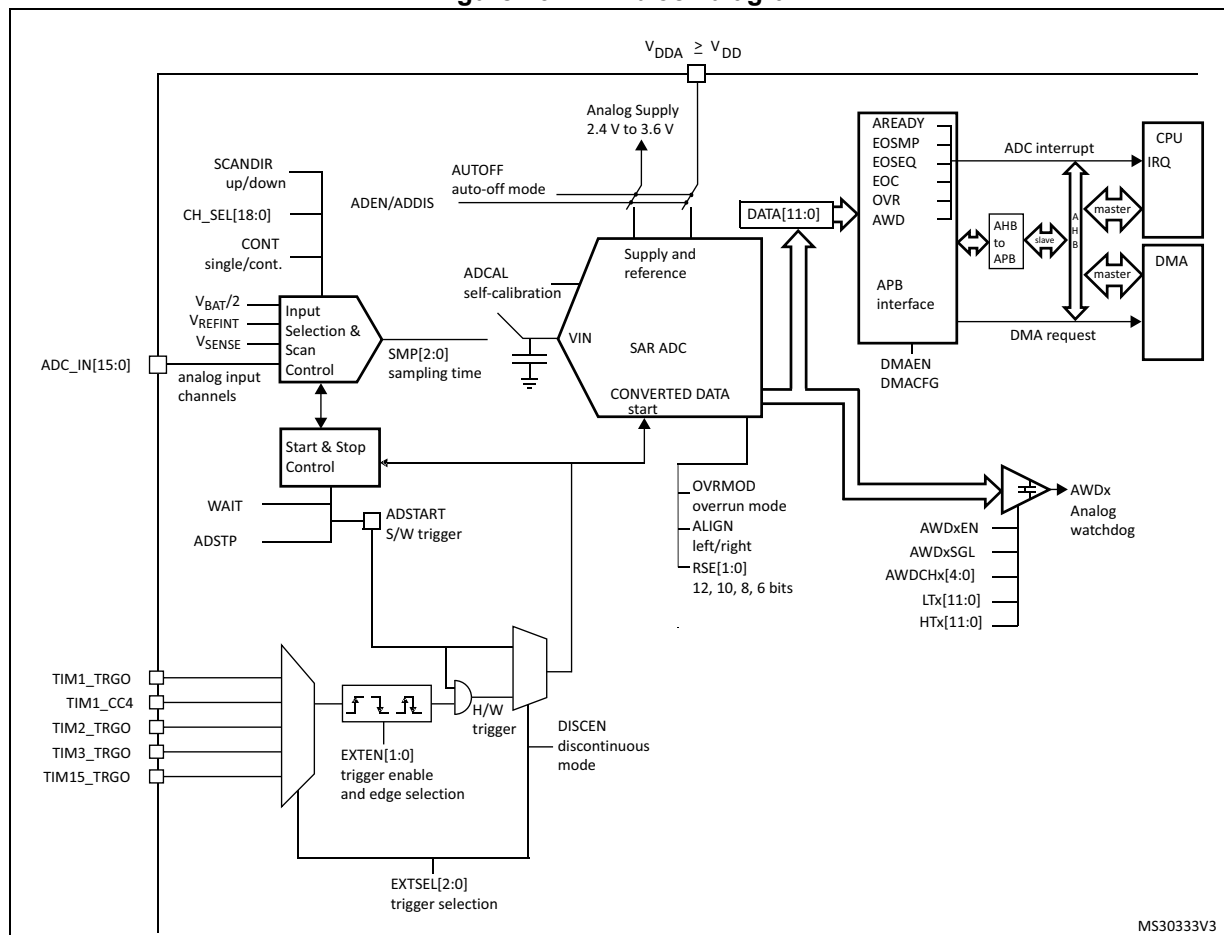 V_DDA ≥ V_DD
Analog Supply
2.4 V to 3.6 V
AREADY
EOSMP
EOSEQ
EOC
OVR
AWD
APB
interface
ADC interrupt
CPU
IRQ
SCANDIR
up/down
AUTOFF
auto-off mode
ADEN/ADDIS
CH_SEL[18:0]
CONT
single/cont.
DATA[11:0]
AHB
to
APB
slave
A
H
B
master
master
DMA
DMA request
DMAEN
DMACFG
Supply and
reference
ADCAL
self-calibration
V_BAT/2
V_REFINT
V_SENSE
Input
Selection &
Scan
Control
VIN
SAR ADC
SMP[2:0]
sampling time
ADC_IN[15:0]
analog input
channels
CONVERTED DATA
start
Start & Stop
Control
WAIT
ADSTP
ADSTART
S/W trigger
OVRMOD
overrun mode
ALIGN
left/right
RSE[1:0]
12, 10, 8, 6 bits
AWDx
Analog
watchdog
AWDxEN
AWDxSGL
AWDCHx[4:0]
LTx[11:0]
HTx[11:0]
TIM1_TRGO
TIM1_CC4
TIM2_TRGO
TIM3_TRGO
TIM15_TRGO
H/W
trigger
EXTEN[1:0]
trigger enable
and edge selection
DISCEN
discontinuous
mode
EXTSEL[2:0]
trigger selection
MS30333V3